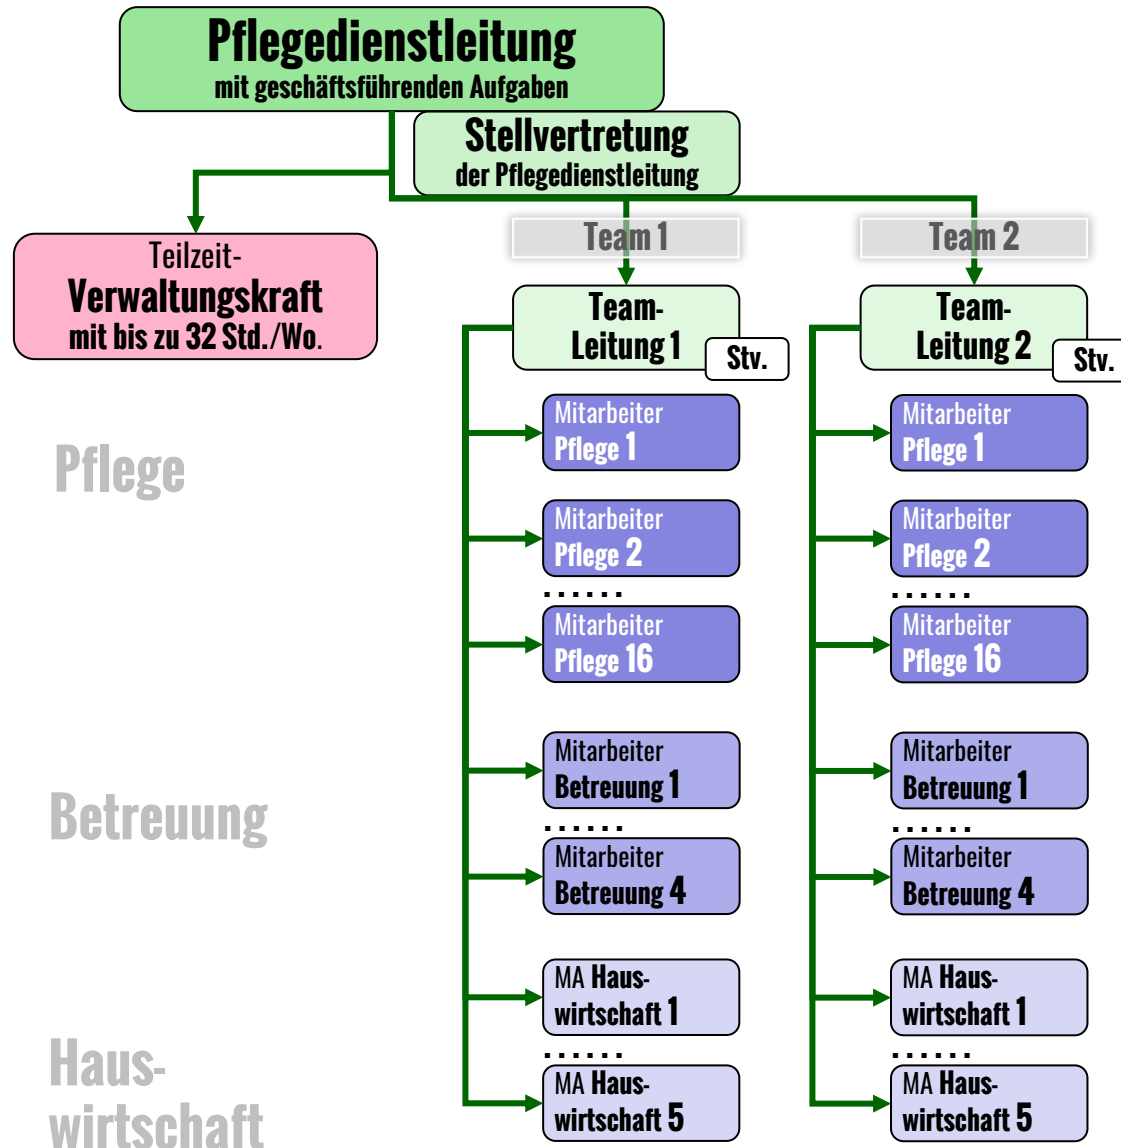 Pflegedienstleitung
mit geschäftsführenden Aufgaben
Stellvertretung
der Pflegedienstleitung
Teilzeit-
Verwaltungskraft
mit bis zu 32 Std./Wo.
Team 1
Team 2
Team-
Leitung 1
Stv.
Team-
Leitung 2
Stv.
Pflege
Mitarbeiter
Pflege 1
Mitarbeiter
Pflege 2
......
Mitarbeiter
Pflege 16
Mitarbeiter
Pflege 1
Mitarbeiter
Pflege 2
......
Mitarbeiter
Pflege 16
Betreuung
Mitarbeiter
Betreuung 1
......
Mitarbeiter
Betreuung 4
Mitarbeiter
Betreuung 1
......
Mitarbeiter
Betreuung 4
Haus-
wirtschaft
MA Haus-
wirtschaft 1
......
MA Haus-
wirtschaft 5
MA Haus-
wirtschaft 1
......
MA Haus-
wirtschaft 5